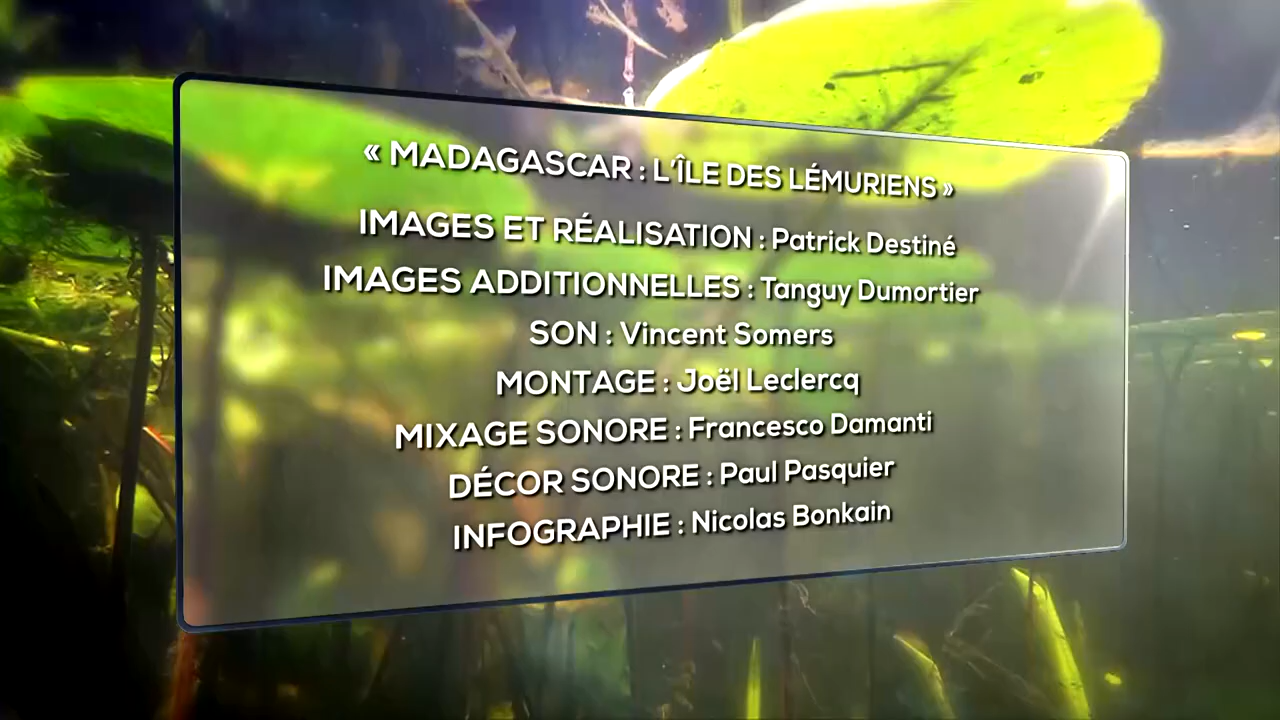 « MADAGASCAR : L'ÎLE DES LÉMURIENS »
IMAGES ET RÉALISATION : Patrick Destiné
IMAGES ADDITIONNELLES : Tanguy Dumortier
SON : Vincent Somers
MONTAGE : Joël Leclercq
MIXAGE SONORE : Francesco Damanti
DÉCOR SONORE : Paul Pasquier
INFOGRAPHIE : Nicolas Bonkain